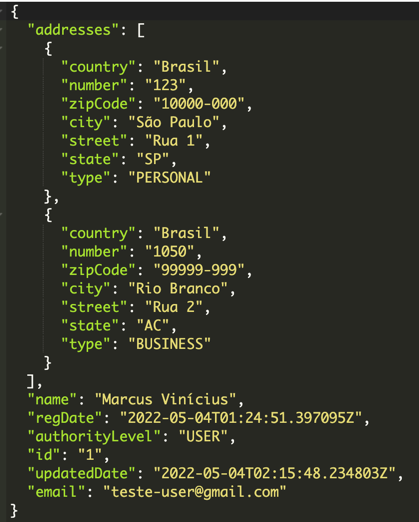 {
"addresses": [
{
"country": "Brasil",
"number": "123",
"zipCode": "10000-000",
"city": "São Paulo",
"street": "Rua 1",
"state": "SP",
"type": "PERSONAL"
},
{
"country": "Brasil",
"number": "1050",
"zipCode": "99999-999",
"city": "Rio Branco",
"street": "Rua 2",
"state": "AC",
"type": "BUSINESS"
}
],
"name": "Marcus Vinícius",
"regDate": "2022-05-04T01:24:51.397095Z",
"authorityLevel": "USER",
"id": "1",
"updatedDate": "2022-05-04T02:15:48.234803Z",
"email": "teste-user@gmail.com"
}